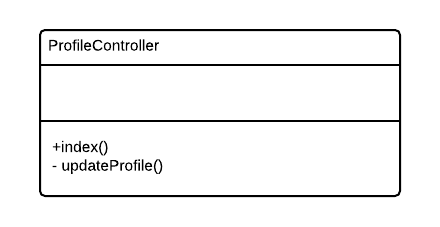 ProfileController
+index()
- updateProfile()